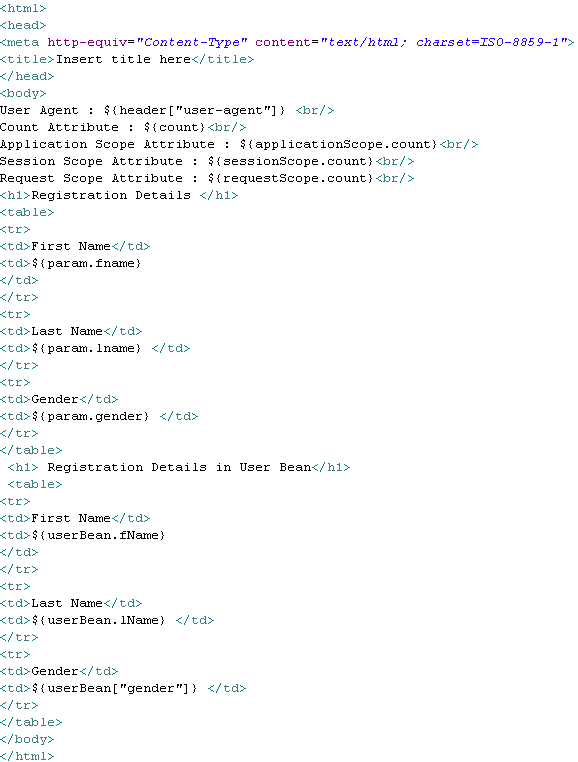 <html>
<head>
<meta http-equiv="Content-Type" content="text/html; charset=ISO-8859-1">
<title>Insert title here</title>
</head>
<body>
User Agent : ${header["user-agent"]} <br/>
Count Attribute : ${count}<br/>
Application Scope Attribute : ${applicationScope.count}<br/>
Session Scope Attribute : ${sessionScope.count}<br/>
Request Scope Attribute : ${requestScope.count}<br/>
<h1>Registration Details </h1>
<table>
<tr>
<td>First Name</td>
<td>${param.fname}
</td>
</tr>
<tr>
<td>Last Name</td>
<td>${param.lname} </td>
</tr>
<tr>
<td>Gender</td>
<td>${param.gender} </td>
</tr>
</table>
<h1> Registration Details in User Bean</h1>
<table>
<tr>
<td>First Name</td>
<td>${userBean.fName}
</td>
</tr>
<tr>
<td>Last Name</td>
<td>${userBean.lName} </td>
</tr>
<tr>
<td>Gender</td>
<td>${userBean["gender"]} </td>
</tr>
</table>
</body>
</html>